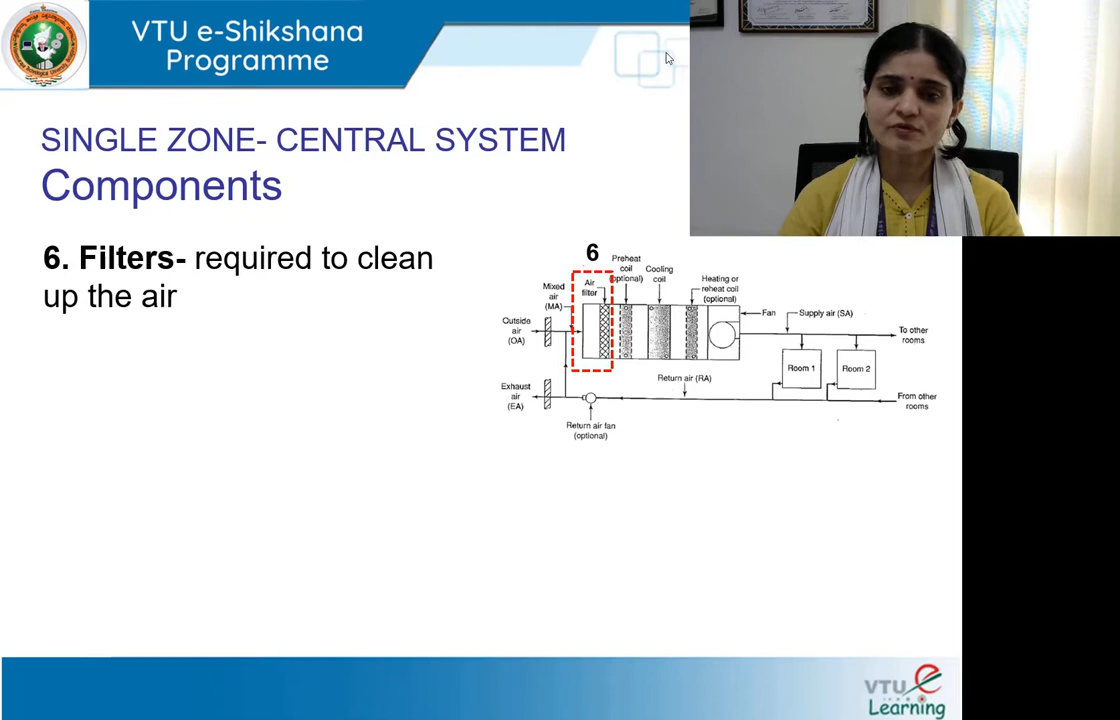 VTU e-Shikshana
Programme
SINGLE ZONE- CENTRAL SYSTEM
Components
6. Filters- required to clean
up the air
6
Preheat
coil
(optional)
Cooling
coil
Heating or
reheat coil
(optional)
Air
filter
Mixed
air
(MA)
Outside
air
(OA)
Fan
Supply air (SA)
To other
rooms
Room 1
Room 2
Return air (RA)
Exhaust
air
(EA)
From other
rooms
Return air fan
(optional)
VTU e
Learning